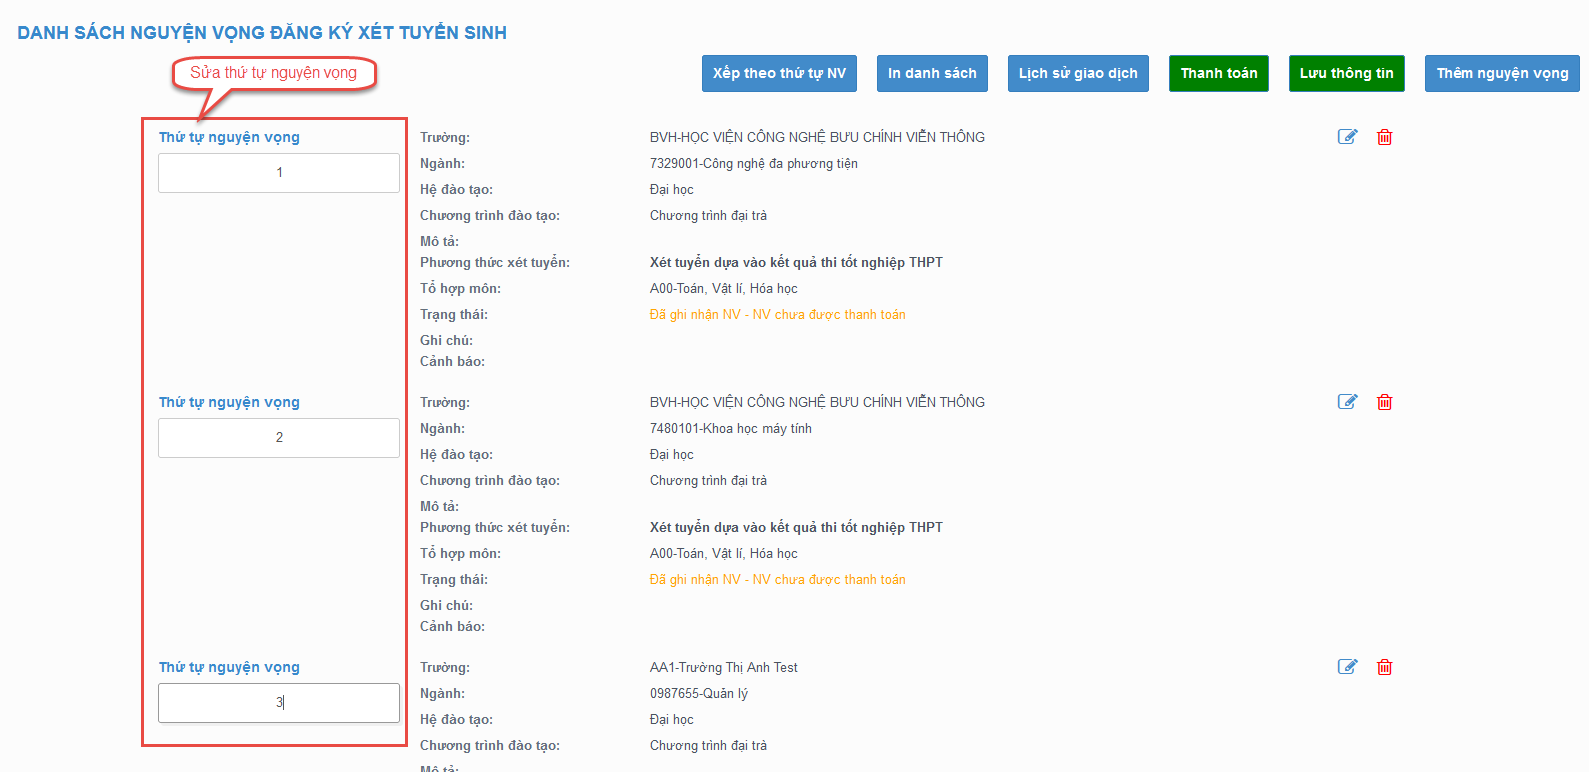 DANH SÁCH NGUYỆN VỌNG ĐĂNG KÝ XÉT TUYỂN SINH
Sửa thứ tự nguyện vọng
Xếp theo thứ tự NV In danh sách Lịch sử giao dịch Thanh toán Lưu thông tin Thêm nguyện vọng
Thứ tự nguyện vọng
1
Trường: BVH-HỌC VIỆN CÔNG NGHỆ BƯU CHÍNH VIỄN THÔNG
Ngành: 7329001-Công nghệ đa phương tiện
Hệ đào tạo: Đại học
Chương trình đào tạo: Chương trình đại trà
Mô tả:
Phương thức xét tuyển: Xét tuyển dựa vào kết quả thi tốt nghiệp THPT
Tổ hợp môn: A00-Toán, Vật lí, Hóa học
Trạng thái: Đã ghi nhận NV - NV chưa được thanh toán
Ghi chú:
Cảnh báo:
Thứ tự nguyện vọng
2
Trường: BVH-HỌC VIỆN CÔNG NGHỆ BƯU CHÍNH VIỄN THÔNG
Ngành: 7480101-Khoa học máy tính
Hệ đào tạo: Đại học
Chương trình đào tạo: Chương trình đại trà
Mô tả:
Phương thức xét tuyển: Xét tuyển dựa vào kết quả thi tốt nghiệp THPT
Tổ hợp môn: A00-Toán, Vật lí, Hóa học
Trạng thái: Đã ghi nhận NV - NV chưa được thanh toán
Ghi chú:
Cảnh báo:
Thứ tự nguyện vọng
3
Trường: AA1-Trường Thị Anh Test
Ngành: 0987655-Quản lý
Hệ đào tạo: Đại học
Chương trình đào tạo: Chương trình đại trà
Mô tả: